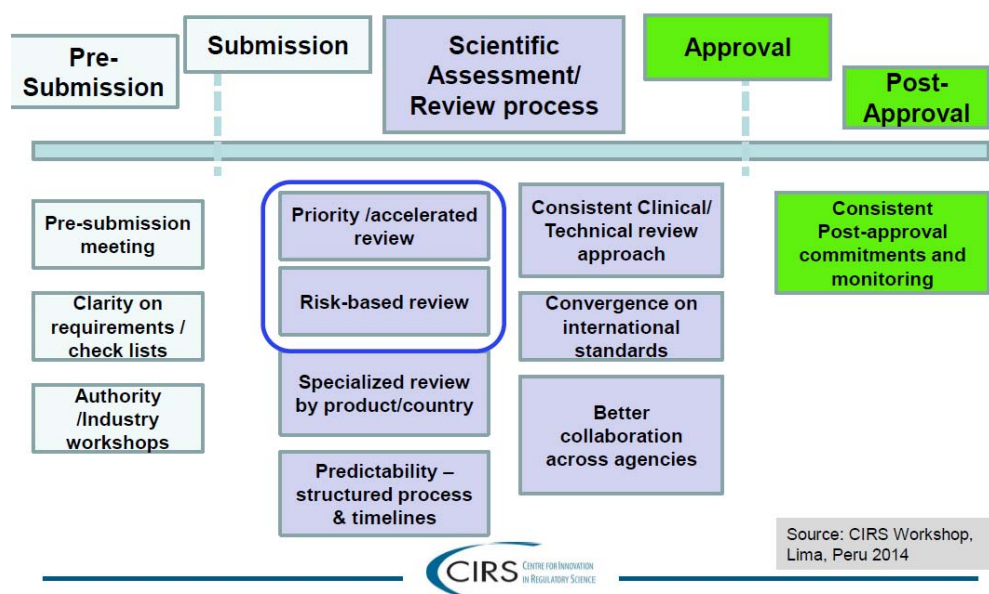 Pre-
Submission
Submission
Scientific
Assessment/
Review process
Approval
Post-
Approval
Pre-submission
meeting
Clarity on
requirements /
check lists
Authority
/Industry
workshops
Priority /accelerated
review
Risk-based review
Specialized review
by product/country
Predictability –
structured process
& timelines
Consistent Clinical/
Technical review
approach
Convergence on
international
standards
Better
collaboration
across agencies
Consistent
Post-approval
commitments and
monitoring
Source: CIRS Workshop,
Lima, Peru 2014
CIRS
CENTRE FOR INNOVATION
IN REGULATORY SCIENCE